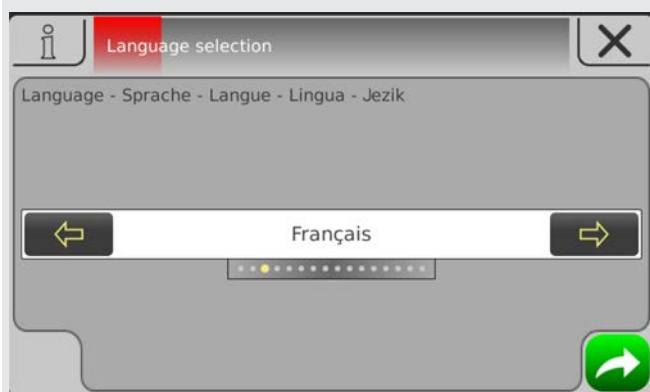 Language selection
Language - Sprache - Langue - Lingua - Jezik
Français